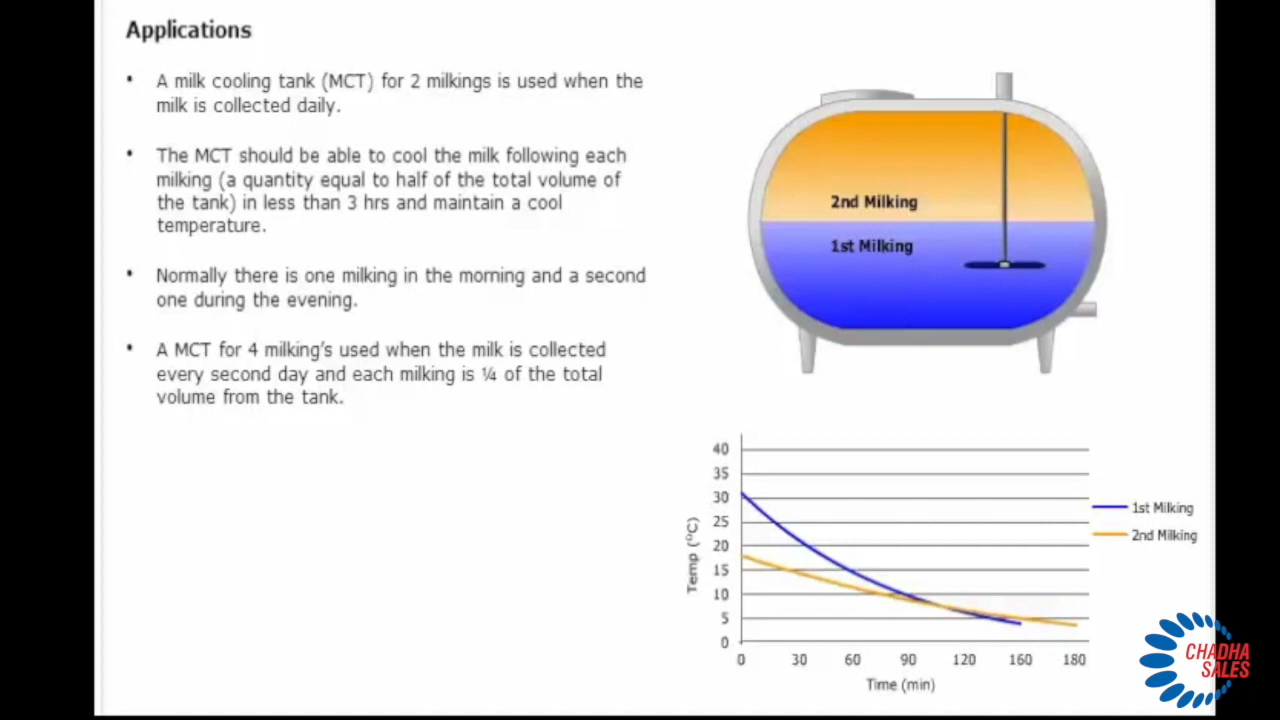 Applications
• A milk cooling tank (MCT) for 2 milkings is used when the
milk is collected daily.
• The MCT should be able to cool the milk following each
milking (a quantity equal to half of the total volume of
the tank) in less than 3 hrs and maintain a cool
temperature.
• Normally there is one milking in the morning and a second
one during the evening.
• A MCT for 4 milking's used when the milk is collected
every second day and each milking is ¼ of the total
volume from the tank.
2nd Milking
1st Milking
40
35
30
25
20
15
10
5
0
Temp (°C)
0 30 60 90 120 160 180
Time (min)
1st Milking
2nd Milking
CHADHA
SALES